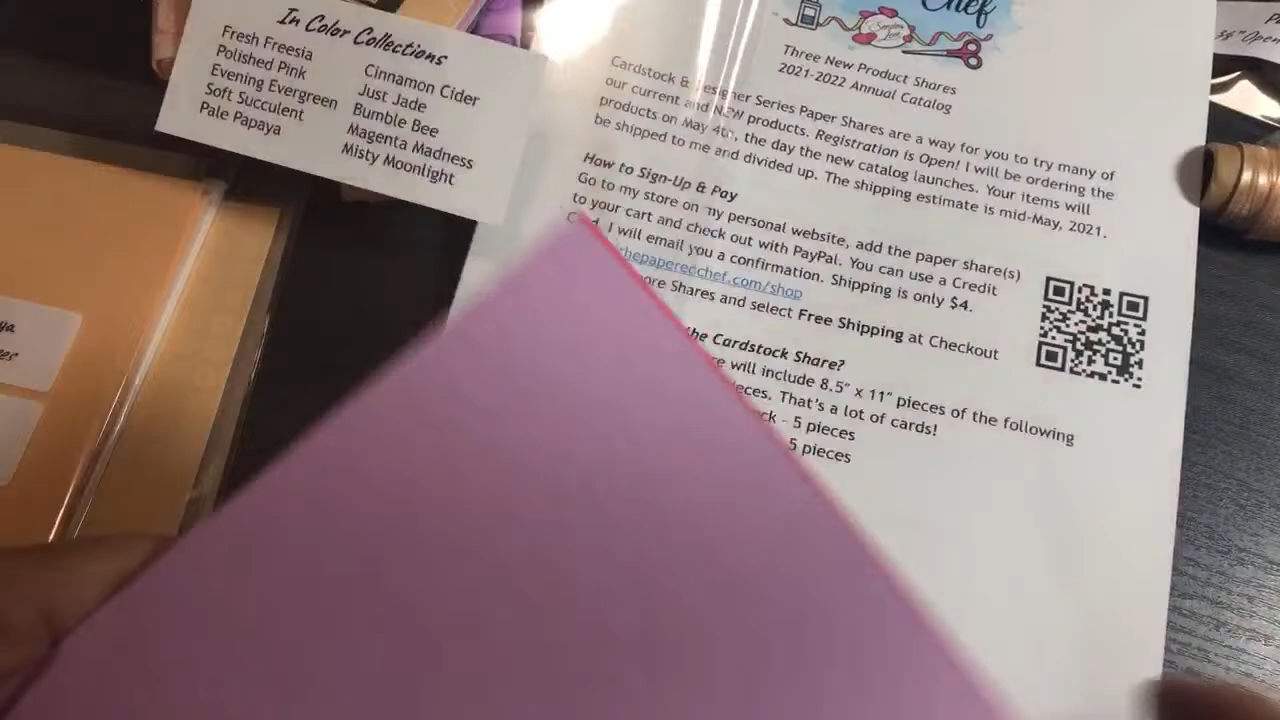 In Color Collections
Fresh Freesia
Polished Pink
Evening Evergreen
Soft Succulent
Pale Papaya
Cinnamon Cider
Just Jade
Bumble Bee
Magenta Madness
Misty Moonlight
Chef
Three New Product Shares
2021-2022 Annual Catalog
Cardstock & Designer Series Paper Shares are a way for you to try many of
our current and NEW products. Registration is Open! I will be ordering the
products on May 4th, the day the new catalog launches. Your items will
be shipped to me and divided up. The shipping estimate is mid-May, 2021.
How to Sign-Up & Pay
Go to my store on my personal website, add the paper share(s)
to your cart and check out with PayPal. You can use a Credit
I will email you a confirmation. Shipping is only $4.
thepaperedchef.com/shop
ore Shares and select Free Shipping at Checkout
the Cardstock Share?
will include 8.5" x 11" pieces of the following
ieces. That's a lot of cards!
ck - 5 pieces
5 pieces
ya
es